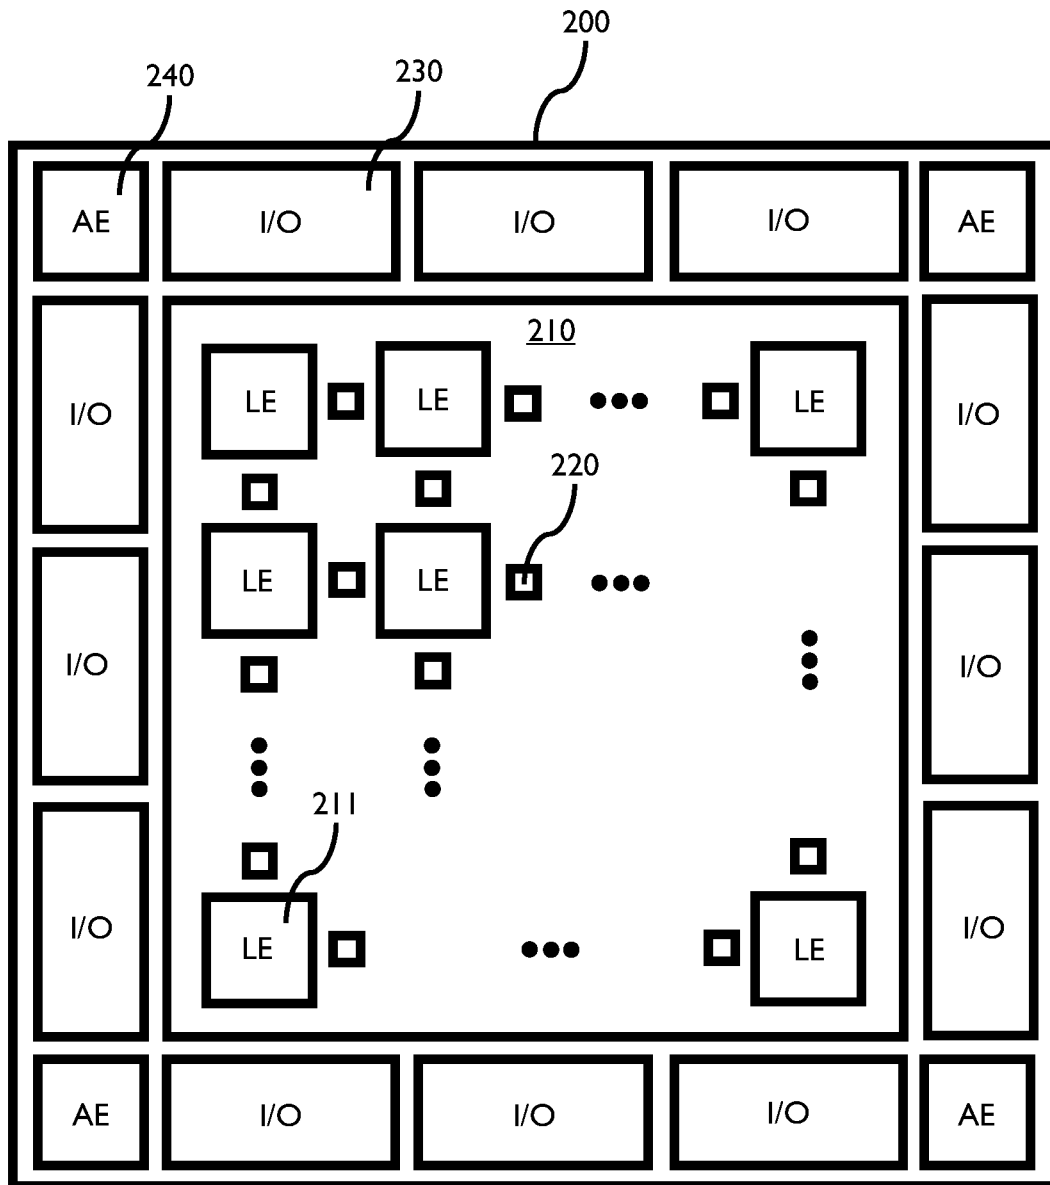 200
240 230
AE I/O I/O I/O AE
210
I/O LE LE LE I/O
220
LE LE
I/O I/O
211
I/O LE LE I/O
AE I/O I/O I/O AE